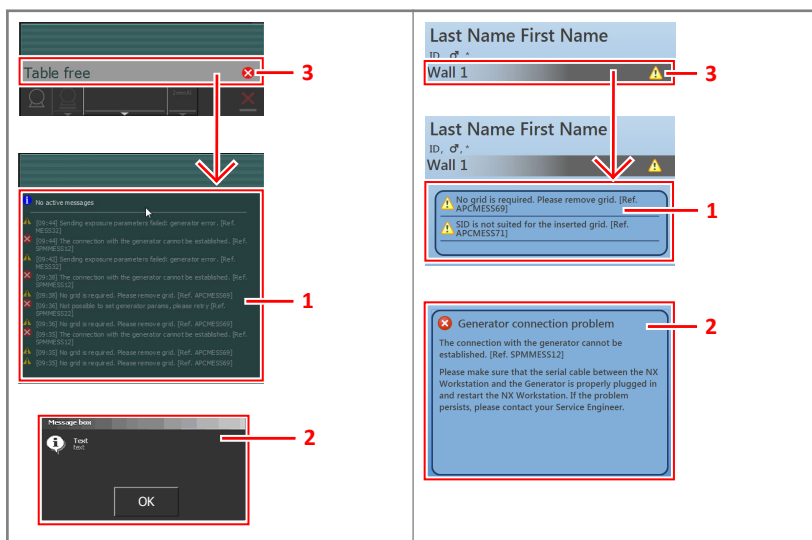 Table free
3
Zwevi.Al
No active messages
[09:44] Sending exposure parameters failed: generator error. [Ref.
MESS32]
[09:44] The connection with the generator cannot be established. [Ref.
SPMMESS12]
[09:42] Sending exposure parameters failed: generator error. [Ref.
MESS32]
[09:38] The connection with the generator cannot be established. [Ref.
SPMMESS12]
[09:38] No grid is required. Please remove grid. [Ref. APCMESS69]
[09:36] Not possible to set generator params, please retry [Ref.
SPMMESS22]
[09:36] No grid is required. Please remove grid. [Ref. APCMESS69]
[09:35] The connection with the generator cannot be established. [Ref.
SPMMESS12]
[09:35] No grid is required. Please remove grid. [Ref. APCMESS69]
[09:35] No grid is required. Please remove grid. [Ref. APCMESS69]
1
Message box
Text
text
OK
2
Last Name First Name
ID, ♂, *
Wall 1
3
Last Name First Name
ID, ♂, *
Wall 1
No grid is required. Please remove grid. [Ref.
APCMESS69]
SID is not suited for the inserted grid. [Ref.
APCMESS71]
1
Generator connection problem
The connection with the generator cannot be
established. [Ref. SPMMESS12]
Please make sure that the serial cable between the NX
Workstation and the Generator is properly plugged in
and restart the NX Workstation. If the problem
persists, please contact your Service Engineer.
2